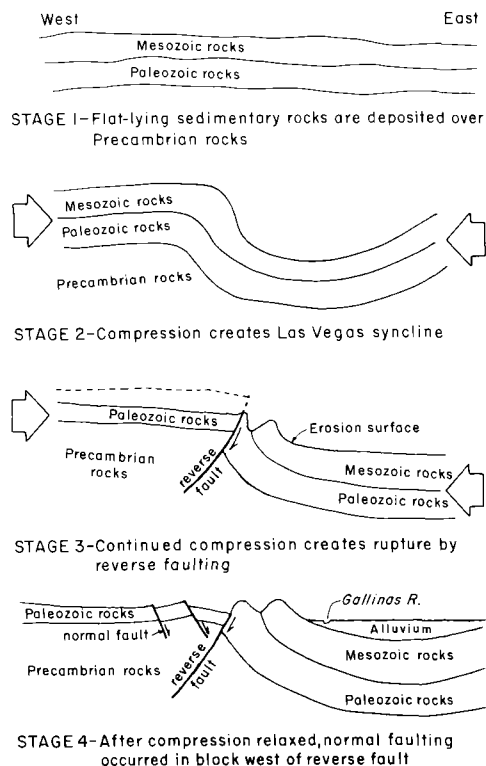 West
East
Mesozoic rocks
Paleozoic rocks
STAGE 1-Flat-lying sedimentary rocks are deposited over
Precambrian rocks
Mesozoic rocks
Paleozoic rocks
Precambrian rocks
STAGE 2-Compression creates Las Vegas syncline
Paleozoic rocks
Erosion surface
Precambrian
rocks
reverse
fault
Mesozoic rocks
Paleozoic rocks
STAGE 3-Continued compression creates rupture by
reverse faulting
Gallinas R.
Paleozoic rocks
normal fault
Alluvium
Precambrian rocks
reverse
fault
Mesozoic rocks
Paleozoic rocks
STAGE 4-After compression relaxed, normal faulting
occurred in black west of reverse fault